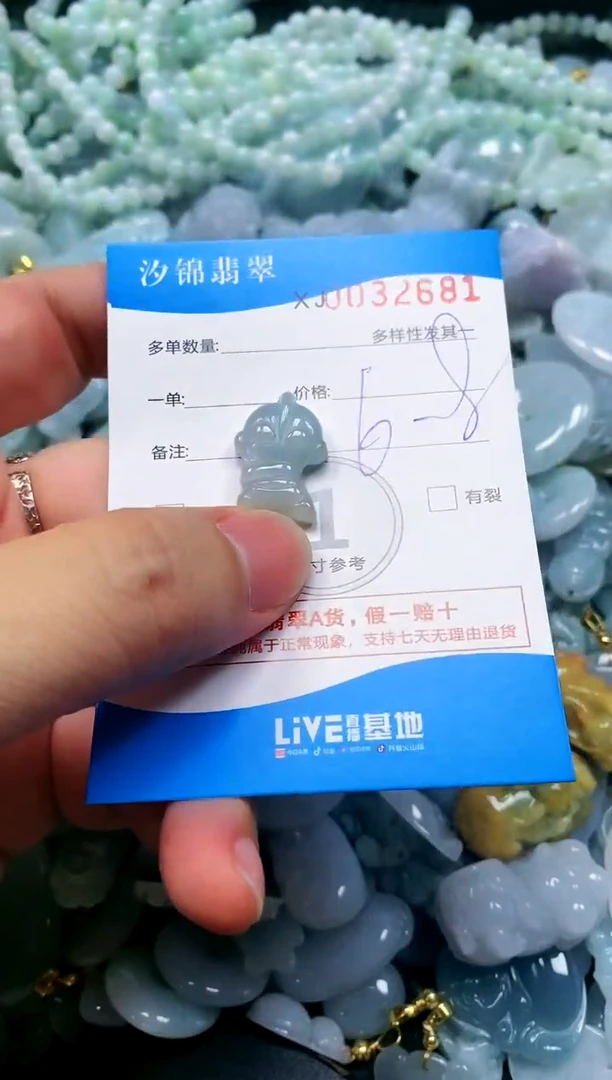 汐锦翡翠
XJ0032681
多单数量:
多样性发其一
一单:
价格:
68
备注:
有裂
1
寸参考
翡翠A货，假一赔十
属于正常现象，支持七天无理由退货
LiVE直播基地